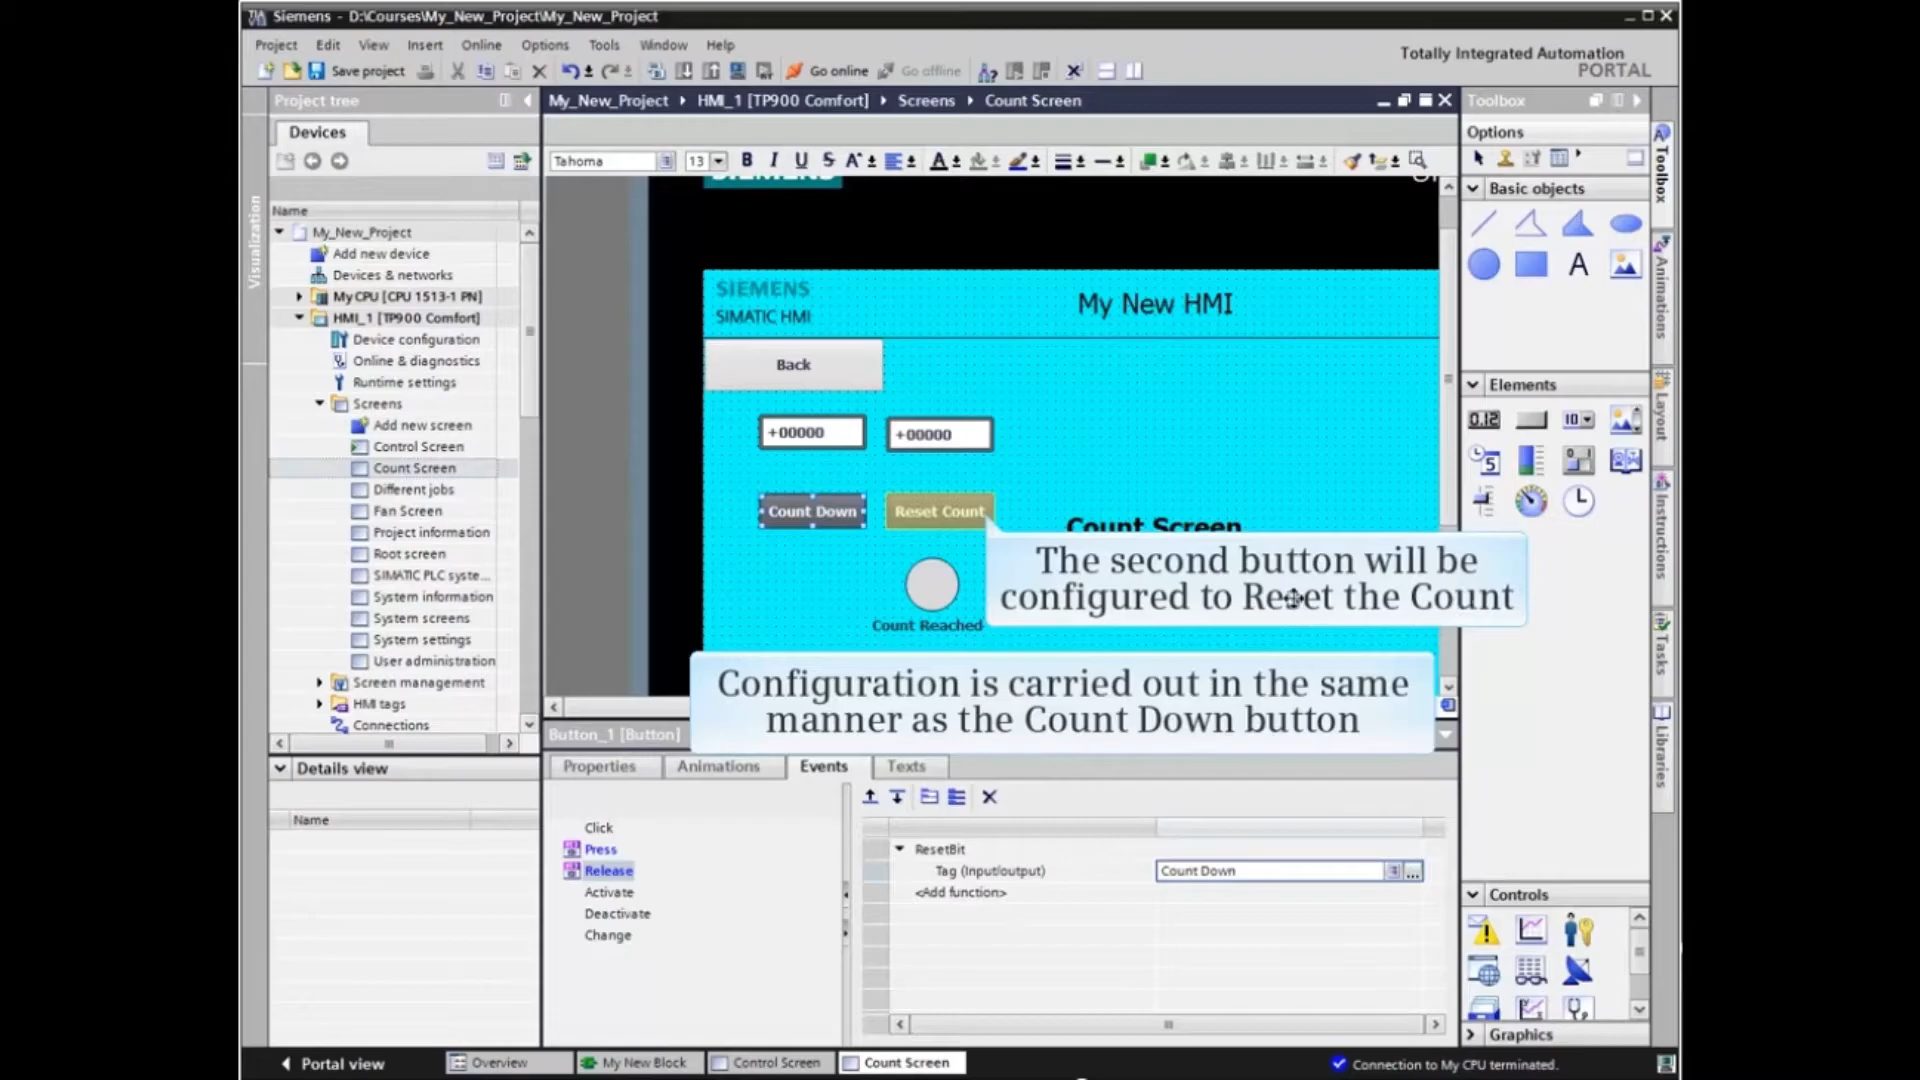 Siemens - D:\Courses\My_New_Project\My_New_Project
Project Edit View Insert Online Options Tools Window Help
Totally Integrated Automation
PORTAL
Save project
Go online
Go offline
Project tree
My_New_Project HMI_1 [TP900 Comfort] Screens Count Screen
Toolbox
Devices
Options
Tahoma
13
B I U S A A
Visualization
Name
My_New_Project
Add new device
Devices & networks
My CPU [CPU 1513-1 PN]
HMI_1 [TP900 Comfort]
Device configuration
Online & diagnostics
Runtime settings
Screens
Add new screen
Control Screen
Count Screen
Different jobs
Fan Screen
Project information
Root screen
SIMATIC PLC syste...
System information
System screens
System settings
User administration
Screen management
HMI tags
Connections
Details view
Name
SIEMENS
SIEMENS
SIMATIC HMI
My New HMI
Back
+00000
+00000
Count Down
Reset Count
Count Screen
Count Reached
The second button will be
configured to Reset the Count
Configuration is carried out in the same
manner as the Count Down button
Button_1 [Button]
Properties Animations Events Texts
Click
Press
Release
Activate
Deactivate
Change
ResetBit
Tag (Input/output)
Count Down
<Add function>
Basic objects
A
Elements
0.12
10
5
Controls
Graphics
Toolbox
Animations
Layout
Instructions
Tasks
Libraries
Portal view
Overview
My New Block
Control Screen
Count Screen
Connection to My CPU terminated.